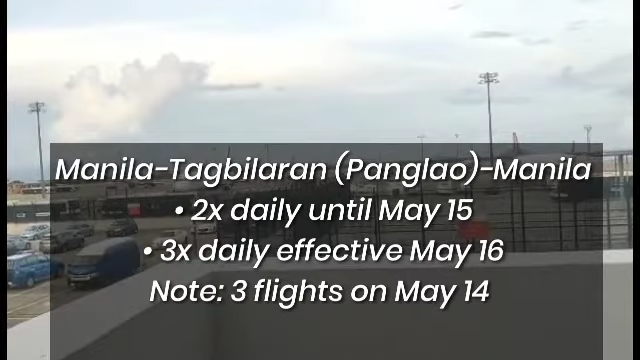 Manila-Tagbilaran (Panglao)-Manila
• 2x daily until May 15
• 3x daily effective May 16
Note: 3 flights on May 14